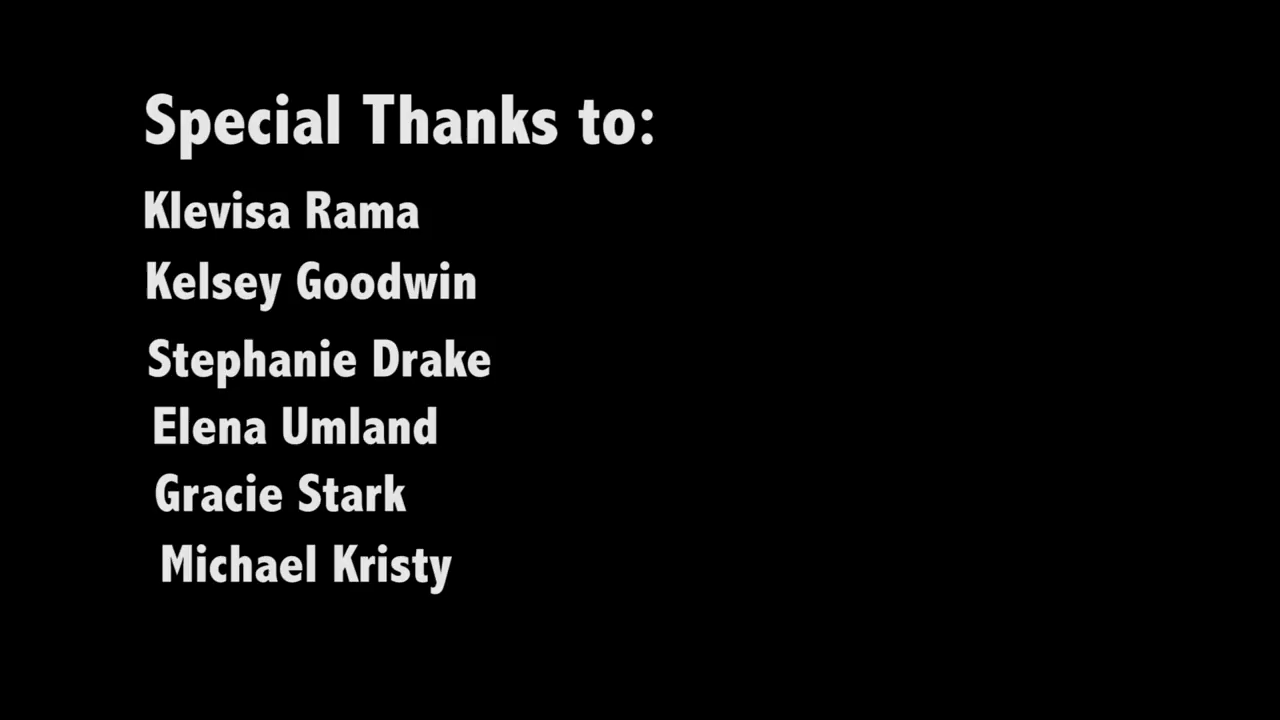 Special Thanks to:
Klevisa Rama
Kelsey Goodwin
Stephanie Drake
Elena Umland
Gracie Stark
Michael Kristy